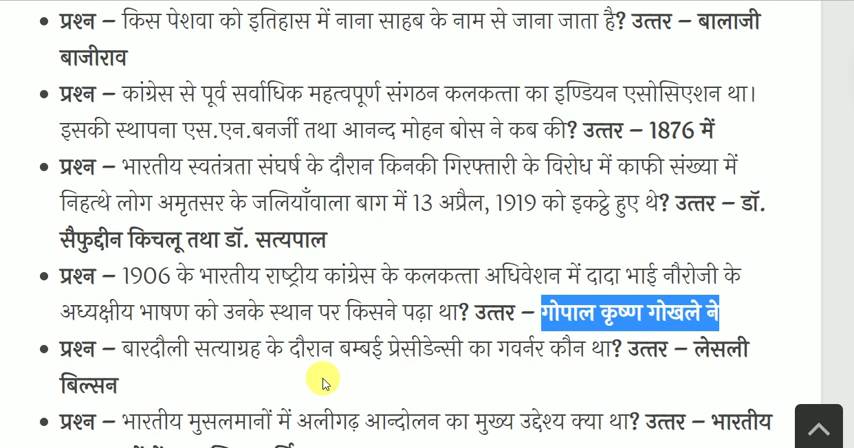 प्रश्न – किस पेशवा को इतिहास में नाना साहब के नाम से जाना जाता है? उत्तर – बालाजी
बाजीराव
प्रश्न – कांग्रेस से पूर्व सर्वाधिक महत्वपूर्ण संगठन कलकत्ता का इण्डियन एसोसिएशन था।
इसकी स्थापना एस.एन.बनर्जी तथा आनन्द मोहन बोस ने कब की? उत्तर – 1876 में
प्रश्न – भारतीय स्वतंत्रता संघर्ष के दौरान किनकी गिरफ्तारी के विरोध में काफी संख्या में
निहत्थे लोग अमृतसर के जलियाँवाला बाग में 13 अप्रैल, 1919 को इकट्ठे हुए थे? उत्तर – डॉ.
सैफुद्दीन किचलू तथा डॉ. सत्यपाल
प्रश्न – 1906 के भारतीय राष्ट्रीय कांग्रेस के कलकत्ता अधिवेशन में दादा भाई नौरोजी के
अध्यक्षीय भाषण को उनके स्थान पर किसने पढ़ा था? उत्तर – गोपाल कृष्ण गोखले ने
प्रश्न – बारदौली सत्याग्रह के दौरान बम्बई प्रेसीडेन्सी का गवर्नर कौन था? उत्तर – लेसली
बिल्सन
प्रश्न – भारतीय मुसलमानों में अलीगढ़ आन्दोलन का मुख्य उद्देश्य क्या था? उत्तर – भारतीय